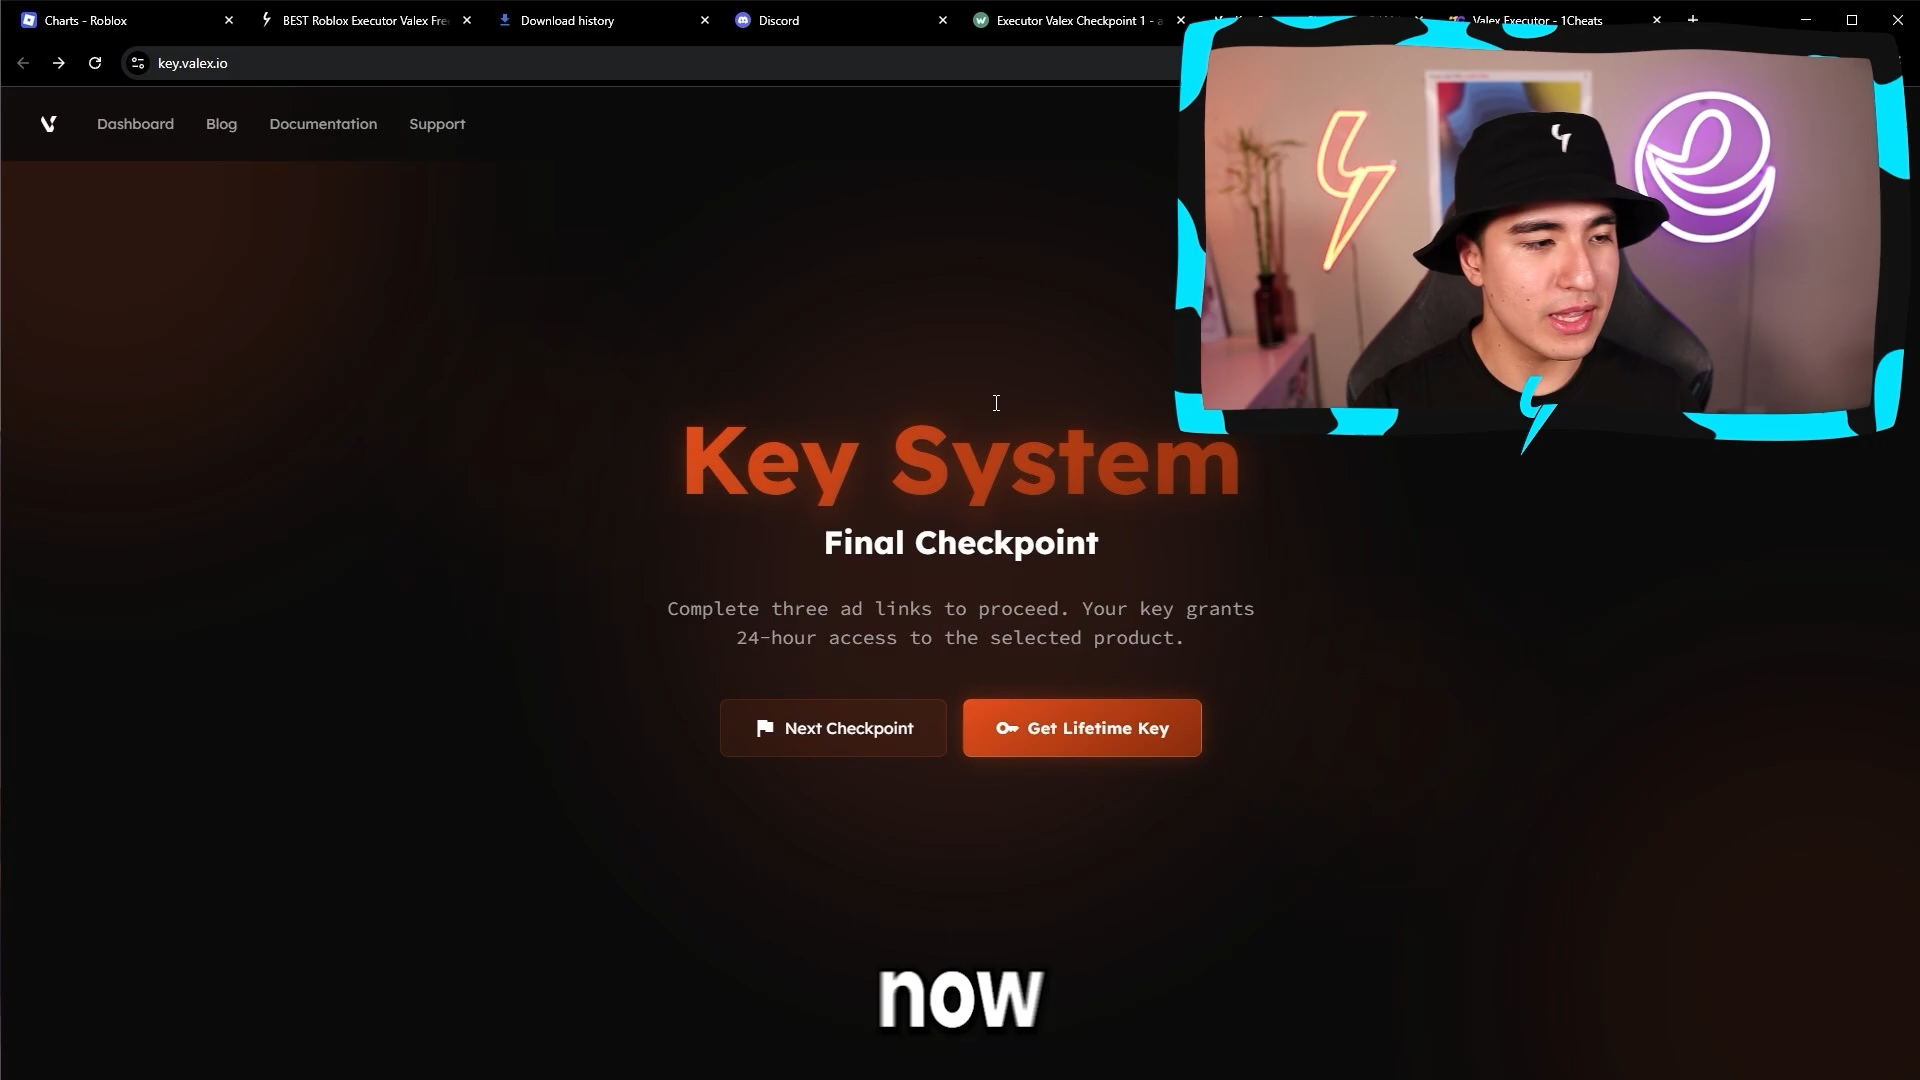 Charts - Roblox
BEST Roblox Executor Valex Fre
Download history
Discord
Executor Valex Checkpoint 1 - a
Valex Executor - 1Cheats
key.valex.io
Dashboard
Blog
Documentation
Support
Key System
Final Checkpoint
Complete three ad links to proceed. Your key grants
24-hour access to the selected product.
Next Checkpoint
Get Lifetime Key
now